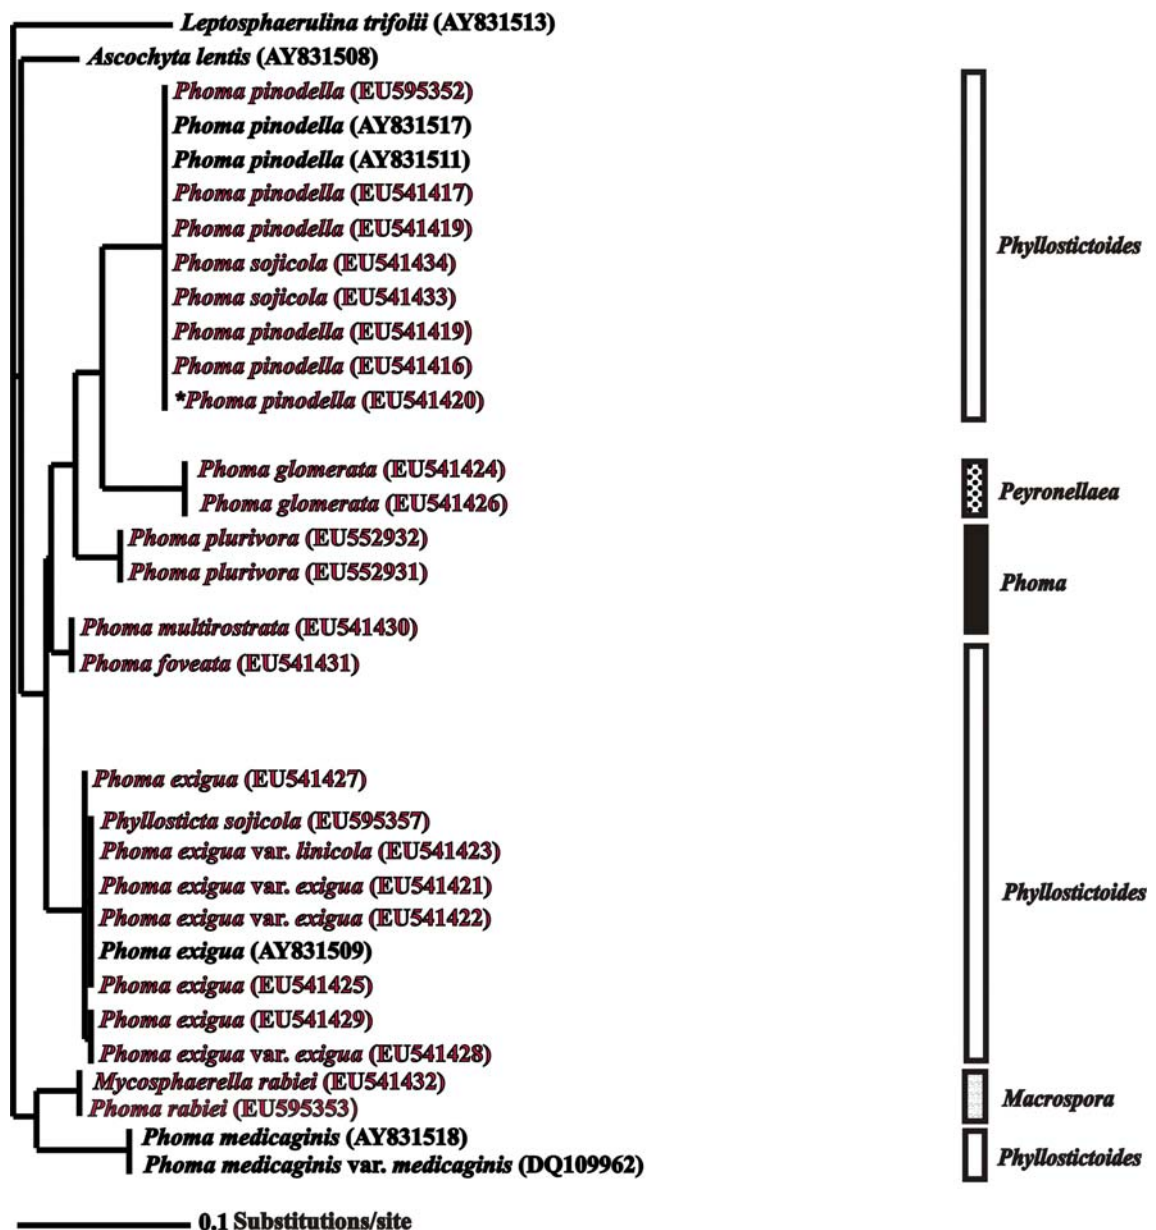 Leptosphaerulina trifolii (AY831513)
Ascochyta lentis (AY831508)
Phoma pinodella (EU595352)
Phoma pinodella (AY831517)
Phoma pinodella (AY831511)
Phoma pinodella (EU541417)
Phoma pinodella (EU541419)
Phoma sojicola (EU541434)
Phyllostictoides
Phoma sojicola (EU541433)
Phoma pinodella (EU541419)
Phoma pinodella (EU541416)
*Phoma pinodella (EU541420)
Phoma glomerata (EU541424)
Peyronellaea
Phoma glomerata (EU541426)
Phoma plurivora (EU552932)
Phoma plurivora (EU552931)
Phoma
Phoma multirostrata (EU541430)
Phoma foveata (EU541431)
Phoma exigua (EU541427)
Phyllosticta sojicola (EU595357)
Phoma exigua var. linicola (EU541423)
Phoma exigua var. exigua (EU541421)
Phyllostictoides
Phoma exigua var. exigua (EU541422)
Phoma exigua (AY831509)
Phoma exigua (EU541425)
Phoma exigua (EU541429)
Phoma exigua var. exigua (EU541428)
Mycosphaerella rabiei (EU541432)
Macrospora
Phoma rabiei (EU595353)
Phoma medicaginis (AY831518)
Phyllostictoides
Phoma medicaginis var. medicaginis (DQ109962)
0.1 Substitutions/site